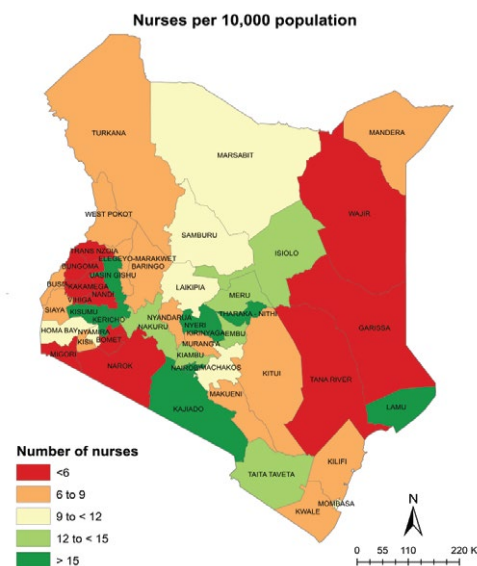 Nurses per 10,000 population
MANDERA
TURKANA
MARSABIT
WEST POKOT
WAJIR
SAMBURU
TRANS NZOIA
ELEGEYO-MARAKWET
ISIOLO
BUNGOMA
BARINGO
UASIN GISHU
BUSIA
KAKAMEGA
LAIKIPIA
NANDI
MERU
VIHIGA
SIAYA
KISUMU
NYANDARUA
THARAKA - NITHI
KERICHO
NYERI
GARISSA
HOMA BAY
NYAMIRA
NAKURU
KIRINYAGA
EMBU
KISII
BOMET
MURANG'A
MIGORI
KIAMBU
NAROK
NAIROBI
MACHAKOS
KITUI
TANA RIVER
MAKUENI
KAJIADO
LAMU
Number of nurses
<6
6 to 9
9 to < 12
12 to < 15
> 15
TAITA TAVETA
KILIFI
MOMBASA
KWALE
N
0 55 110 220 K